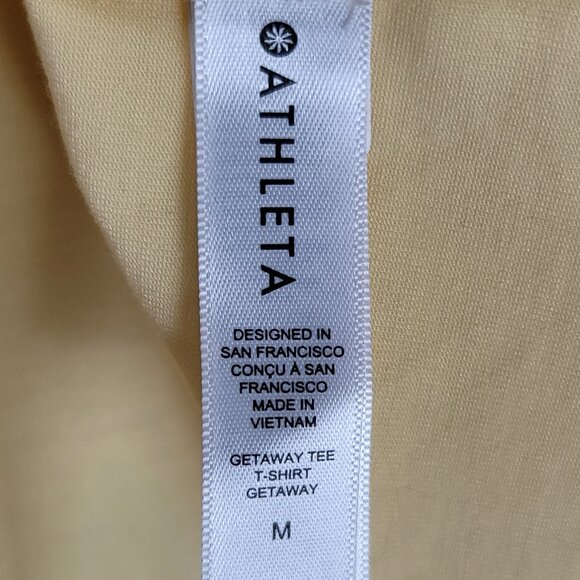 ATHLETA
DESIGNED IN
SAN FRANCISCO
CONÇU À SAN
FRANCISCO
MADE IN
VIETNAM
GETAWAY TEE
T-SHIRT
GETAWAY
M